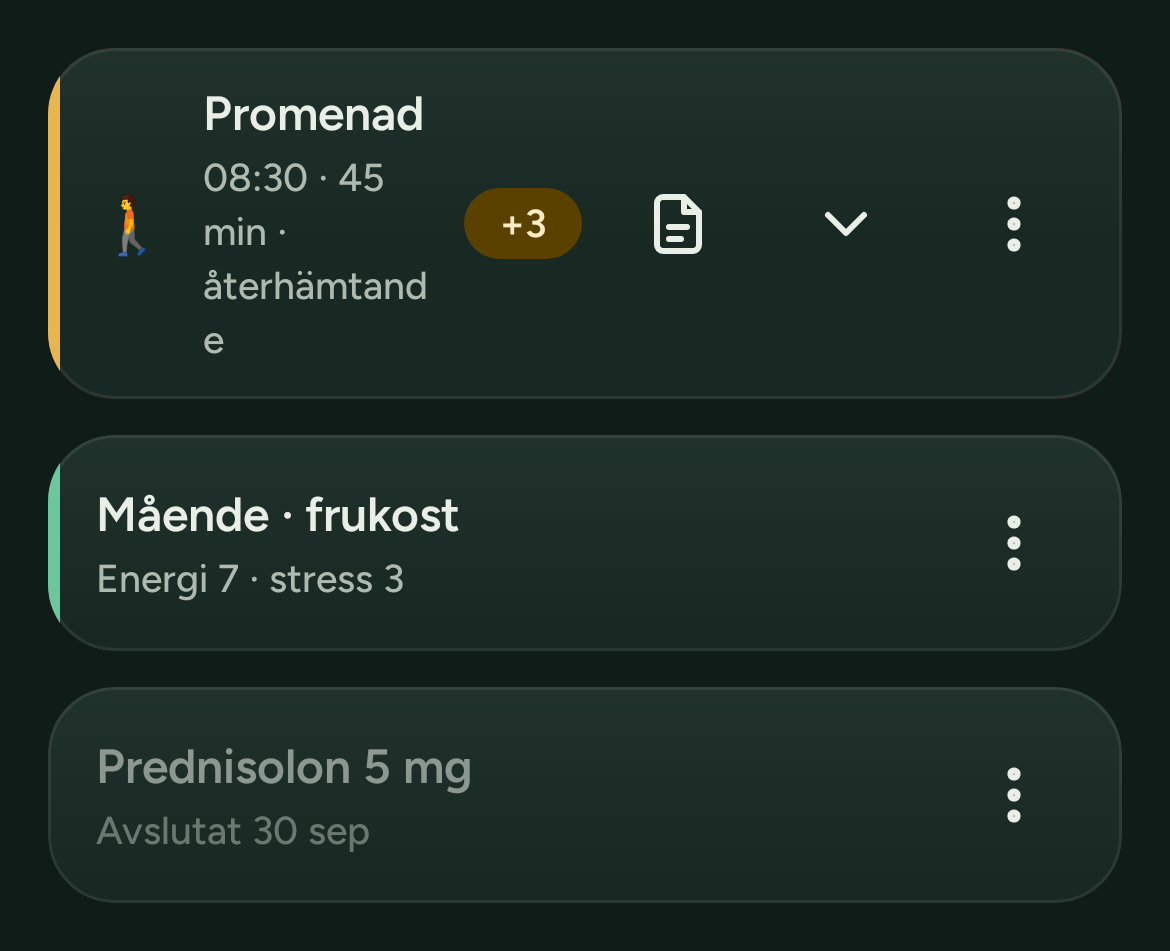 Promenad
08:30 · 45
min ·
återhämtand
e
+3
Mående · frukost
Energi 7 · stress 3
Prednisolon 5 mg
Avslutat 30 sep